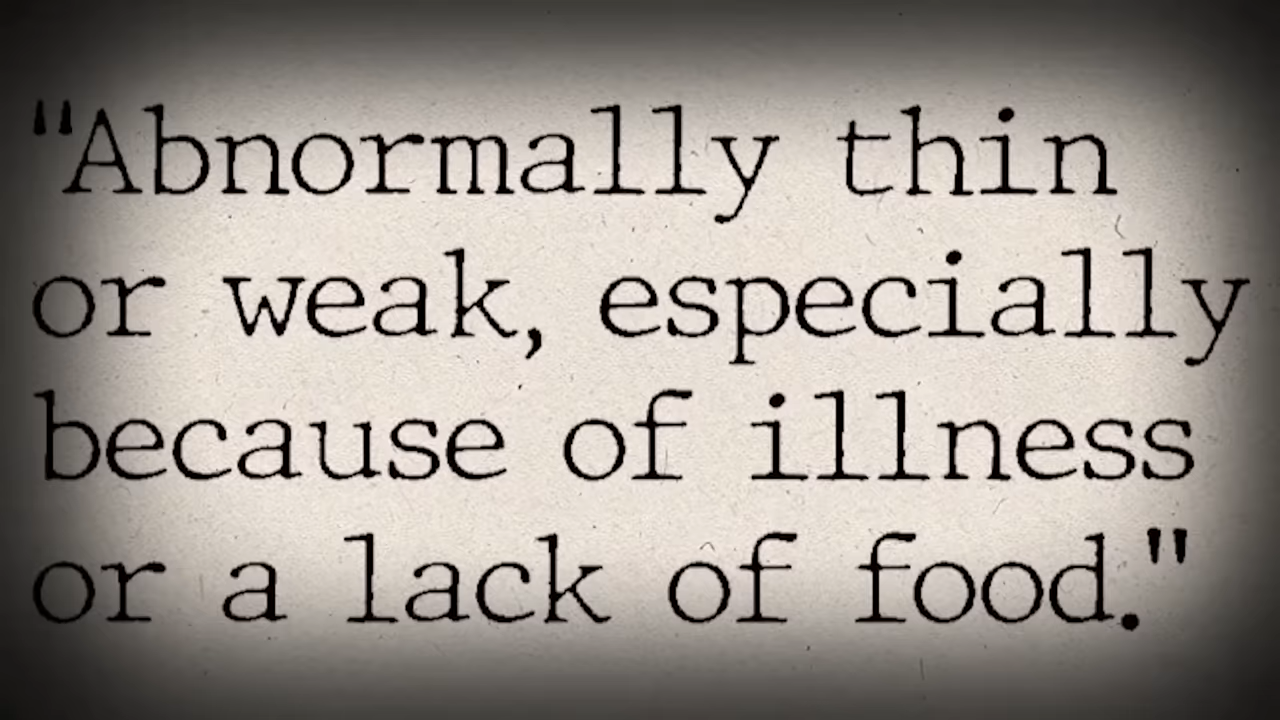 "Abnormally thin
or weak, especially
because of illness
or a lack of food."